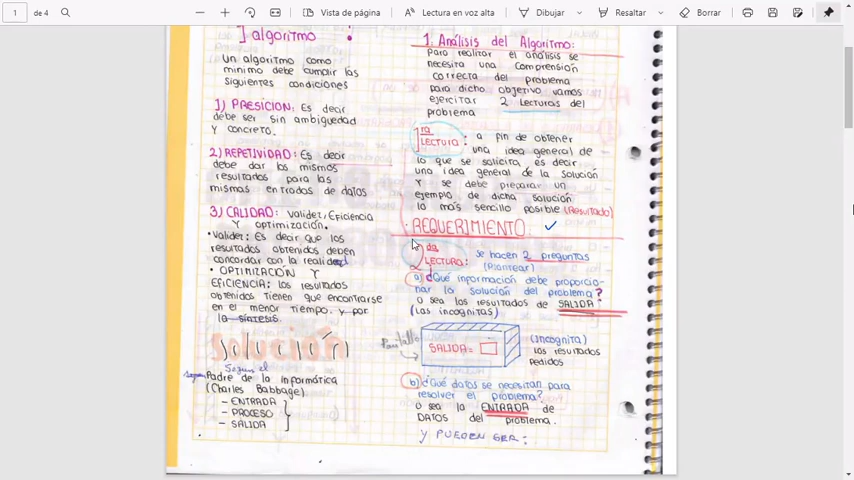 1
de 4
Vista de página
Lectura en voz alta
Dibujar
Resaltar
Borrar
] algoritmo
Un algoritmo como
minimo debe cumplir las
siguientes condiciones
1) PRESICION: Es decir
debe ser sin ambiguedad
y concreto.
2) REPETIVIDAD: Es decir
debe dar los mismos
resultados para las
mismas entradas de datos
3) CALIDAD: Validez, Eficiencia
Y optimización.
• Validez: Es decir que los
resultados obtenidos deben
concordar con la realidad
• OPTIMIZACIÓN Y
EFICIENCIA: los resultados
obtenidos tienen que encontrarse
en el menor tiempo. y por
la síntesis.
solución
Según el
Padre de la informática
(Charles Babbage)
- ENTRADA
- PROCESO
- SALIDA
1. Análisis del Algoritmo:
Para realizar el análisis se
necesita una comprensión
correcta del problema
para dicho objetivo vamos
ejercitar 2 Lecturas del
problema
1ra
LECTURA: a fin de obtener
una idea general de
lo que se solicita, es decir
una idea general de la solución
Y se debe preparar un
ejemplo de dicha solución
lo más sencillo posible (Resultado)
REQUERIMIENTO
2da
LECTURA: se hacen 2 preguntas
(Plantear)
a) ¿Qué información debe proporcio-
nar la solución del problema?
o sea los resultados de SALIDA?
(Las incognitas)
Pantalla
SALIDA=
(Incognita)
los resultados
pedidos
b) ¿Qué datos se necesitan para
resolver el problema?
o sea la ENTRADA de
DATOS del problema.
Y PUEDEN SER: